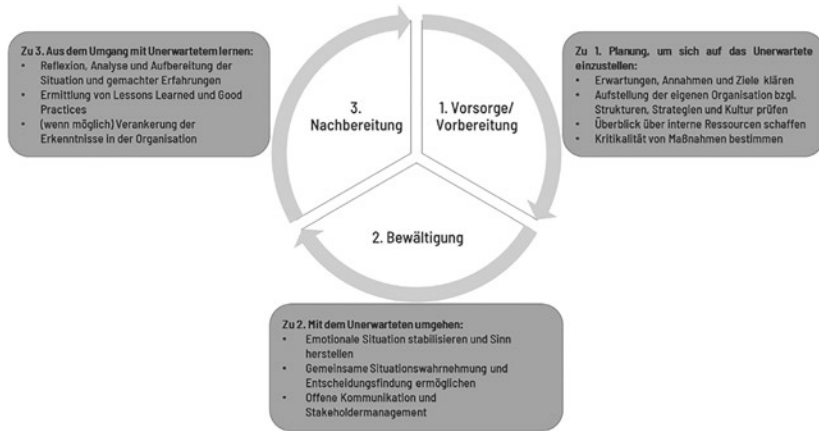 Zu 3. Aus dem Umgang mit Unerwartetem lernen:
• Reflexion, Analyse und Aufbereitung der
Situation und gemachter Erfahrungen
• Ermittlung von Lessons Learned und Good
Practices
• (wenn möglich) Verankerung der
Erkenntnisse in der Organisation
3.
Nachbereitung
1. Vorsorge/
Vorbereitung
Zu 1. Planung, um sich auf das Unerwartete
einzustellen:
• Erwartungen, Annahmen und Ziele klären
• Aufstellung der eigenen Organisation bzgl.
Strukturen, Strategien und Kultur prüfen
• Überblick über interne Ressourcen schaffen
• Kritikalität von Maßnahmen bestimmen
2. Bewältigung
Zu 2. Mit dem Unerwarteten umgehen:
• Emotionale Situation stabilisieren und Sinn
herstellen
• Gemeinsame Situationswahrnehmung und
Entscheidungsfindung ermöglichen
• Offene Kommunikation und
Stakeholdermanagement